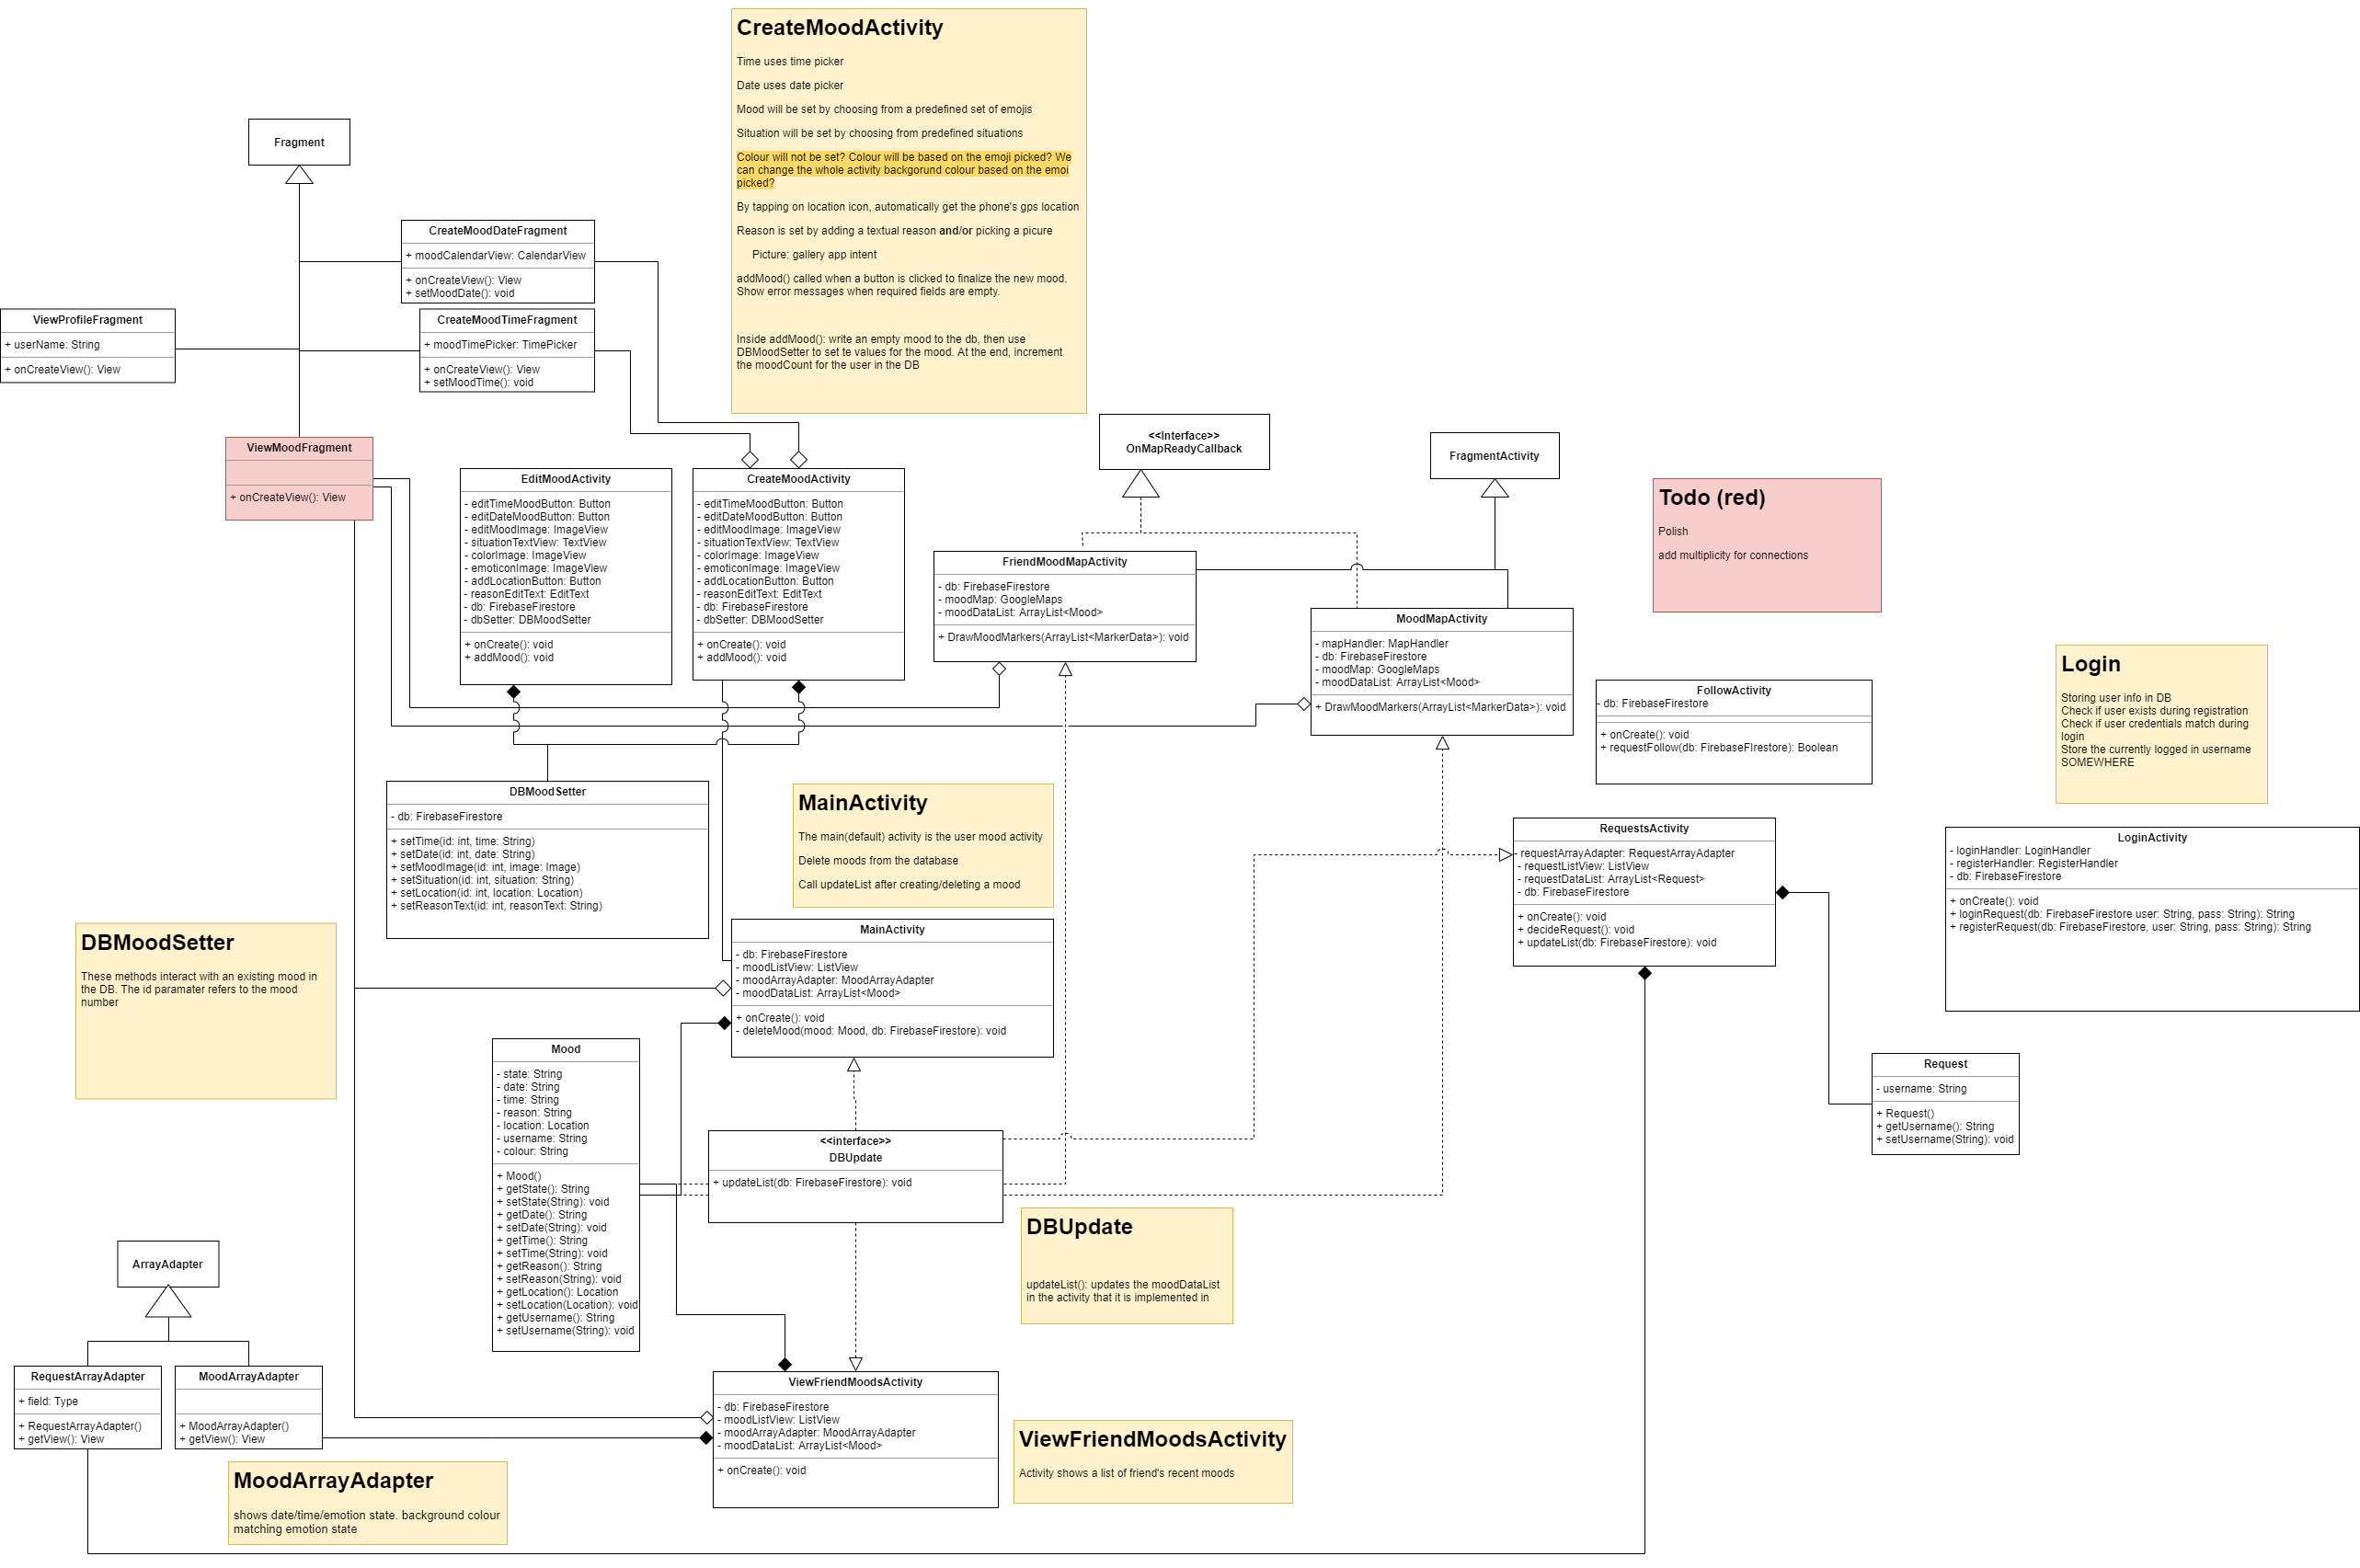 CreateMoodActivity
Time uses time picker
Date uses date picker
Mood will be set by choosing from a predefined set of emojis
Situation will be set by choosing from predefined situations
Colour will not be set? Colour will be based on the emoji picked? We
can change the whole activity backgorund colour based on the emoi
picked?
By tapping on location icon, automatically get the phone's gps location
Reason is set by adding a textual reason and/or picking a picure
Picture: gallery app intent
addMood() called when a button is clicked to finalize the new mood.
Show error messages when required fields are empty.
Inside addMood(): write an empty mood to the db, then use
DBMoodSetter to set te values for the mood. At the end, increment
the moodCount for the user in the DB
Fragment
CreateMoodDateFragment
+ moodCalendarView: CalendarView
+ onCreateView(): View
+ setMoodDate(): void
ViewProfileFragment
+ userName: String
+ onCreateView(): View
CreateMoodTimeFragment
+ moodTimePicker: TimePicker
+ onCreateView(): View
+ setMoodTime(): void
ViewMoodFragment
+ onCreateView(): View
EditMoodActivity
- editTimeMoodButton: Button
- editDateMoodButton: Button
- editMoodImage: ImageView
- situationTextView: TextView
- colorImage: ImageView
- emoticonImage: ImageView
- addLocationButton: Button
- reasonEditText: EditText
- db: FirebaseFirestore
- dbSetter: DBMoodSetter
+ onCreate(): void
+ addMood(): void
CreateMoodActivity
- editTimeMoodButton: Button
- editDateMoodButton: Button
- editMoodImage: ImageView
- situationTextView: TextView
- colorImage: ImageView
- emoticonImage: ImageView
- addLocationButton: Button
- reasonEditText: EditText
- db: FirebaseFirestore
- dbSetter: DBMoodSetter
+ onCreate(): void
+ addMood(): void
<<Interface>>
OnMapReadyCallback
FragmentActivity
Todo (red)
Polish
add multiplicity for connections
FriendMoodMapActivity
- db: FirebaseFirestore
- moodMap: GoogleMaps
- moodDataList: ArrayList<Mood>
+ DrawMoodMarkers(ArrayList<MarkerData>): void
MoodMapActivity
- mapHandler: MapHandler
- db: FirebaseFirestore
- moodMap: GoogleMaps
- moodDataList: ArrayList<Mood>
+ DrawMoodMarkers(ArrayList<MarkerData>): void
FollowActivity
- db: FirebaseFirestore
+ onCreate(): void
+ requestFollow(db: FirebaseFIrestore): Boolean
Login
Storing user info in DB
Check if user exists during registration
Check if user credentials match during
login
Store the currently logged in username
SOMEWHERE
DBMoodSetter
- db: FirebaseFirestore
+ setTime(id: int, time: String)
+ setDate(id: int, date: String)
+ setMoodImage(id: int, image: Image)
+ setSituation(id: int, situation: String)
+ setLocation(id: int, location: Location)
+ setReasonText(id: int, reasonText: String)
MainActivity
The main(default) activity is the user mood activity
Delete moods from the database
Call updateList after creating/deleting a mood
RequestsActivity
- requestArrayAdapter: RequestArrayAdapter
- requestListView: ListView
- requestDataList: ArrayList<Request>
- db: FirebaseFirestore
+ onCreate(): void
+ decideRequest(): void
+ updateList(db: FirebaseFirestore): void
LoginActivity
- loginHandler: LoginHandler
- registerHandler: RegisterHandler
- db: FirebaseFirestore
+ onCreate(): void
+ loginRequest(db: FirebaseFirestore user: String, pass: String): String
+ registerRequest(db: FirebaseFirestore, user: String, pass: String): String
DBMoodSetter
These methods interact with an existing mood in
the DB. The id paramater refers to the mood
number
MainActivity
- db: FirebaseFirestore
- moodListView: ListView
- moodArrayAdapter: MoodArrayAdapter
- moodDataList: ArrayList<Mood>
+ onCreate(): void
- deleteMood(mood: Mood, db: FirebaseFirestore): void
Mood
- state: String
- date: String
- time: String
- reason: String
- location: Location
- username: String
- colour: String
+ Mood()
+ getState(): String
+ setState(String): void
+ getDate(): String
+ setDate(String): void
+ getTime(): String
+ setTime(String): void
+ getReason(): String
+ setReason(String): void
+ getLocation(): Location
+ setLocation(Location): void
+ getUsername(): String
+ setUsername(String): void
Request
- username: String
+ Request()
+ getUsername(): String
+ setUsername(String): void
<<interface>>
DBUpdate
+ updateList(db: FirebaseFirestore): void
DBUpdate
updateList(): updates the moodDataList
in the activity that it is implemented in
ArrayAdapter
RequestArrayAdapter
+ field: Type
+ RequestArrayAdapter()
+ getView(): View
MoodArrayAdapter
+ MoodArrayAdapter()
+ getView(): View
ViewFriendMoodsActivity
- db: FirebaseFirestore
- moodListView: ListView
- moodArrayAdapter: MoodArrayAdapter
- moodDataList: ArrayList<Mood>
+ onCreate(): void
ViewFriendMoodsActivity
Activity shows a list of friend's recent moods
MoodArrayAdapter
shows date/time/emotion state. background colour
matching emotion state